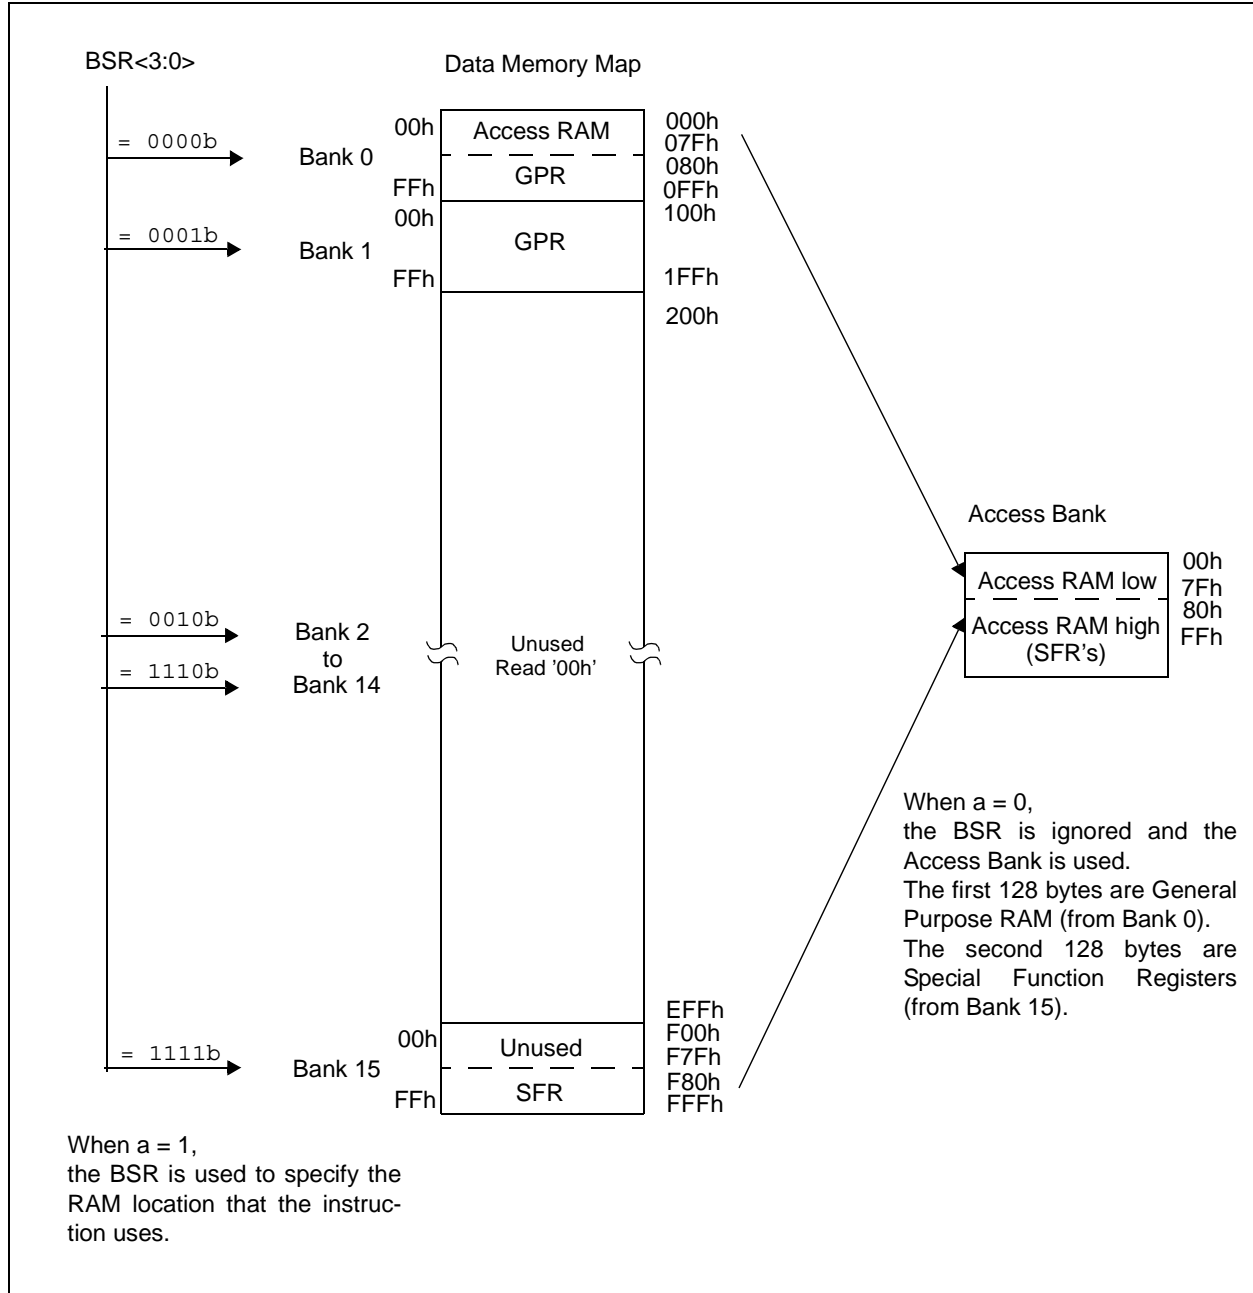 BSR<3:0>
Data Memory Map
= 0000b
Bank 0
00h
FFh
Access RAM
GPR
000h
07Fh
080h
0FFh
= 0001b
Bank 1
00h
FFh
GPR
100h
1FFh
200h
= 0010b
= 1110b
Bank 2
to
Bank 14
Unused
Read '00h'
Access Bank
Access RAM low
Access RAM high
(SFR's)
00h
7Fh
80h
FFh
When a = 0,
the BSR is ignored and the
Access Bank is used.
The first 128 bytes are General
Purpose RAM (from Bank 0).
The second 128 bytes are
Special Function Registers
(from Bank 15).
= 1111b
Bank 15
00h
FFh
Unused
SFR
EFFh
F00h
F7Fh
F80h
FFFh
When a = 1,
the BSR is used to specify the
RAM location that the instruc-
tion uses.